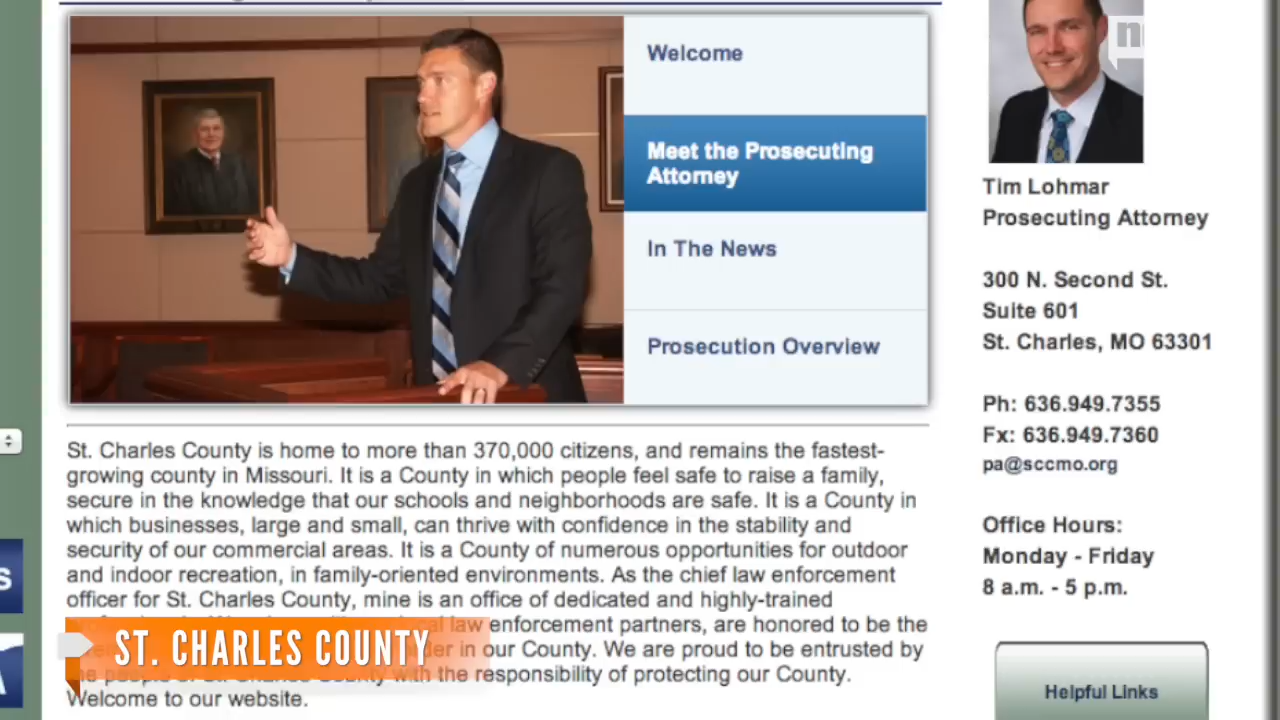 Welcome
Meet the Prosecuting
Attorney
In The News
Prosecution Overview
Tim Lohmar
Prosecuting Attorney
300 N. Second St.
Suite 601
St. Charles, MO 63301
Ph: 636.949.7355
Fx: 636.949.7360
pa@sccmo.org
Office Hours:
Monday - Friday
8 a.m. - 5 p.m.
Helpful Links
St. Charles County is home to more than 370,000 citizens, and remains the fastest-
growing county in Missouri. It is a County in which people feel safe to raise a family,
secure in the knowledge that our schools and neighborhoods are safe. It is a County in
which businesses, large and small, can thrive with confidence in the stability and
security of our commercial areas. It is a County of numerous opportunities for outdoor
and indoor recreation, in family-oriented environments. As the chief law enforcement
officer for St. Charles County, mine is an office of dedicated and highly-trained
law enforcement partners, are honored to be the
in our County. We are proud to be entrusted by
the people of St. Charles County with the responsibility of protecting our County.
Welcome to our website.
ST. CHARLES COUNTY